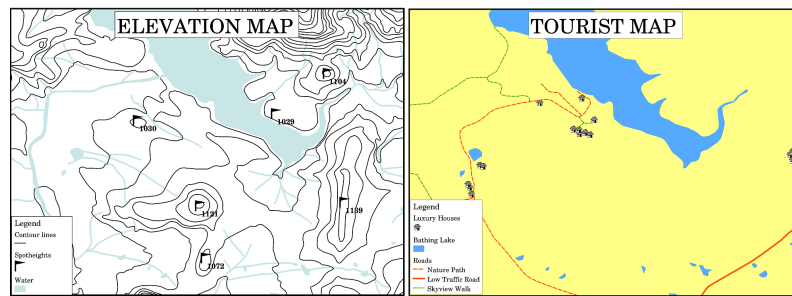 ELEVATION MAP
1104
1029
1030
1121
1139
1072
Legend
Contour lines
Spotheights
Water
TOURIST MAP
Legend
Luxury Houses
Bathing Lake
Roads
Nature Path
Low Traffic Road
Skyview Walk